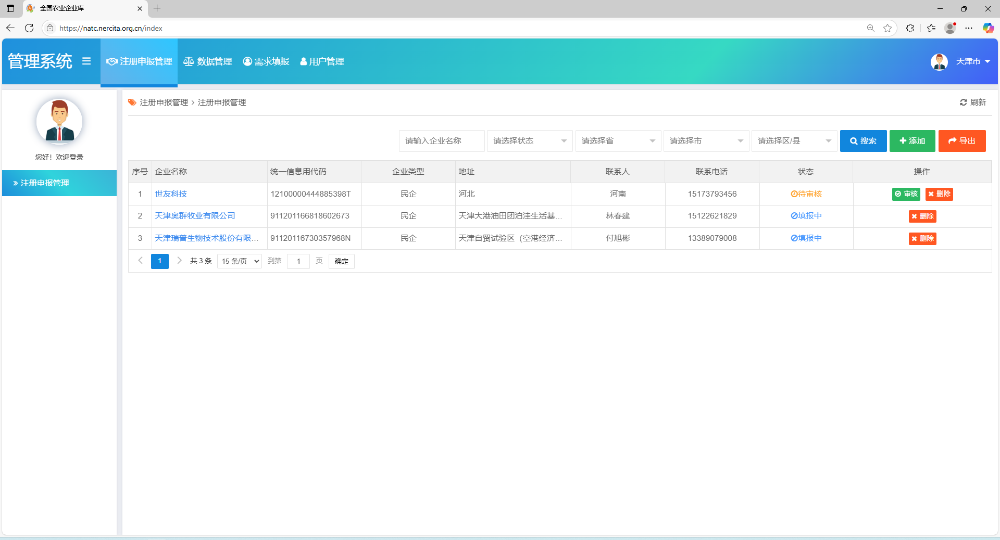 全国农业企业库
https://natc.nercita.org.cn/index
管理系统 注册申报管理 数据管理 需求填报 用户管理 天津市
您好！欢迎登录
注册申报管理
注册申报管理 > 注册申报管理 刷新
请输入企业名称 请选择状态 请选择省 请选择市 请选择区/县 搜索 添加 导出
序号 企业名称 统一信息用代码 企业类型 地址 联系人 联系电话 状态 操作
1 世友科技 12100000444885398T 民企 河北 河南 15173793456 待审核 审核 删除
2 天津奥群牧业有限公司 911201166818602673 民企 天津大港油田团泊洼生活基... 林春建 15122621829 填报中 删除
3 天津瑞普生物技术股份有限... 91120116730357968N 民企 天津自贸试验区（空港经济... 付旭彬 13389079008 填报中 删除
1 共 3 条 15 条/页 到第 1 页 确定